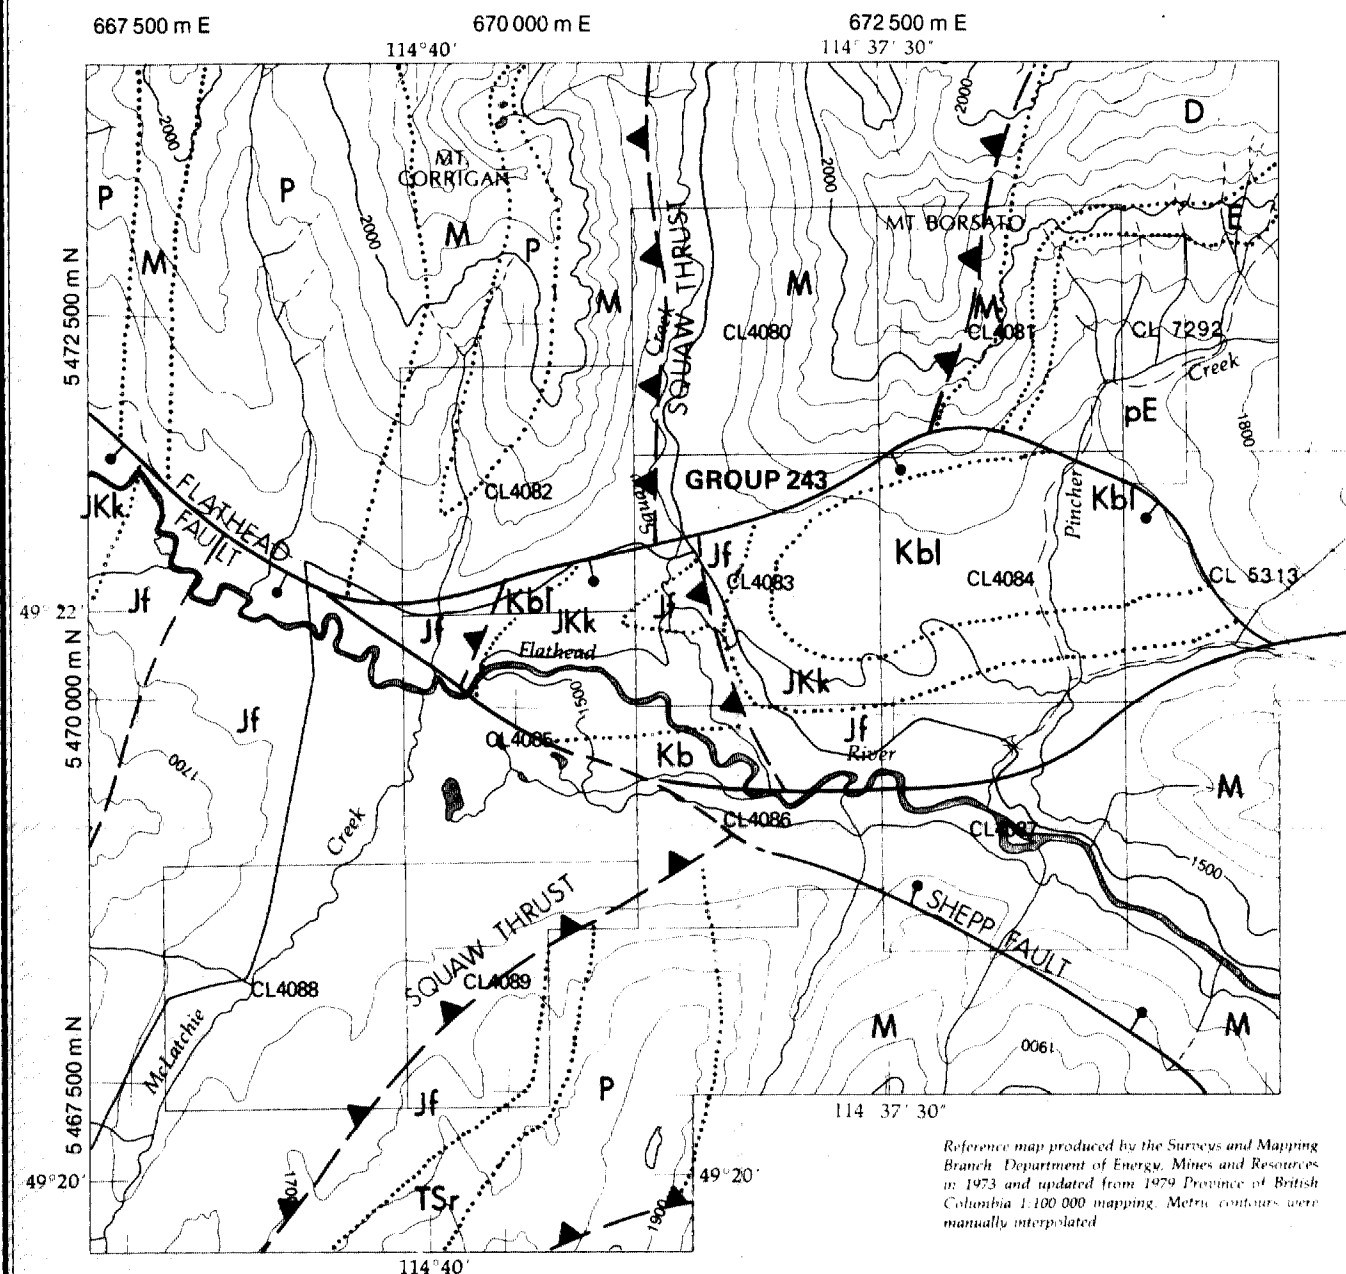 667 500 m E
670 000 m E
672 500 m E
114°40'
114° 37' 30"
2000
2000
D
MT.
CORRIGAN
P
P
2000
2000
SQUAW THRUST
MT. BORSATO
E
M
P
M
M
M
M
5 472 500 m N
Creek
CL4080
CL4081
CL 7292
Creek
pE
1800
GROUP 243
CL4082
Squaw
Pincher
Kbl
JKk
FLATHEAD
FAULT
Jf
Kbl
CL4083
CL4084
CL 5313
49° 22'
Jf
Kbl
JKk
Jf
Jf
Flathead
JKk
5 470 000 m N
1500
Jf
Jf
River
CL4085
Kb
1700
M
CL4086
CL4087
Creek
1500
SQUAW THRUST
SHEPP FAULT
CL4089
CL4088
McLatchie
M
M
1900
5 467 500 m N
Jf
P
114° 37' 30"
Reference map produced by the Surveys and Mapping
Branch Department of Energy, Mines and Resources
in 1973 and updated from 1979 Province of British
Columbia 1:100 000 mapping. Metric contours were
manually interpolated
49°20'
49°20'
1700
TSr
1900
114°40'